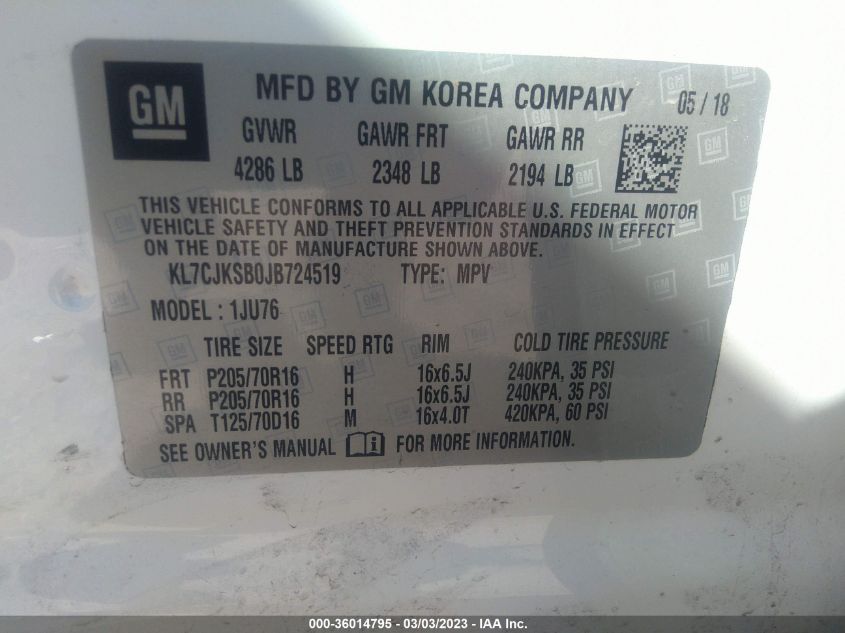 GM
MFD BY GM KOREA COMPANY 05 / 18
GVWR GAWR FRT GAWR RR
4286 LB 2348 LB 2194 LB
THIS VEHICLE CONFORMS TO ALL APPLICABLE U.S. FEDERAL MOTOR
VEHICLE SAFETY AND THEFT PREVENTION STANDARDS IN EFFECT
ON THE DATE OF MANUFACTURE SHOWN ABOVE.
KL7CJKSB0JB724519 TYPE: MPV
MODEL : 1JU76
TIRE SIZE SPEED RTG RIM COLD TIRE PRESSURE
FRT P205/70R16 H 16x6.5J 240KPA, 35 PSI
RR P205/70R16 H 16x6.5J 240KPA, 35 PSI
SPA T125/70D16 M 16x4.0T 420KPA, 60 PSI
SEE OWNER'S MANUAL FOR MORE INFORMATION.
000-36014795 - 03/03/2023 - IAA Inc.